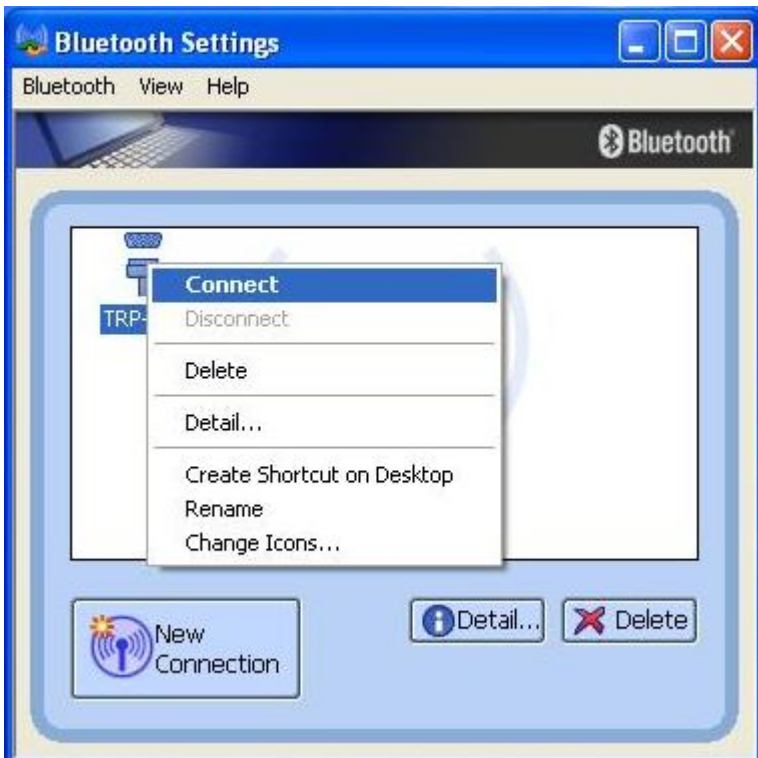 Bluetooth Settings
Bluetooth View Help
Bluetooth
Connect
TRP-
Disconnect
Delete
Detail...
Create Shortcut on Desktop
Rename
Change Icons...
New
Connection
Detail...
Delete